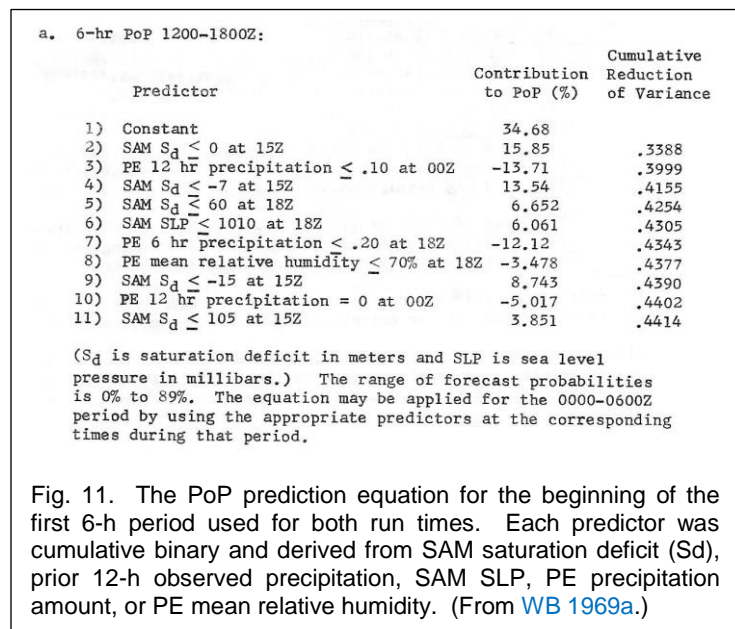 a. 6-hr PoP 1200-1800Z:
Cumulative
Contribution Reduction
Predictor to PoP (%) of Variance
1) Constant 34.68
2) SAM Sd ≤ 0 at 15Z 15.85 .3388
3) PE 12 hr precipitation ≤ .10 at 00Z -13.71 .3999
4) SAM Sd ≤ -7 at 15Z 13.54 .4155
5) SAM Sd ≤ 60 at 18Z 6.652 .4254
6) SAM SLP ≤ 1010 at 18Z 6.061 .4305
7) PE 6 hr precipitation ≤ .20 at 18Z -12.12 .4343
8) PE mean relative humidity ≤ 70% at 18Z -3.478 .4377
9) SAM Sd ≤ -15 at 15Z 8.743 .4390
10) PE 12 hr precipitation = 0 at 00Z -5.017 .4402
11) SAM Sd ≤ 105 at 15Z 3.851 .4414
(Sd is saturation deficit in meters and SLP is sea level
pressure in millibars.) The range of forecast probabilities
is 0% to 89%. The equation may be applied for the 0000-0600Z
period by using the appropriate predictors at the corresponding
times during that period.
Fig. 11. The PoP prediction equation for the beginning of the
first 6-h period used for both run times. Each predictor was
cumulative binary and derived from SAM saturation deficit (Sd),
prior 12-h observed precipitation, SAM SLP, PE precipitation
amount, or PE mean relative humidity. (From WB 1969a.)